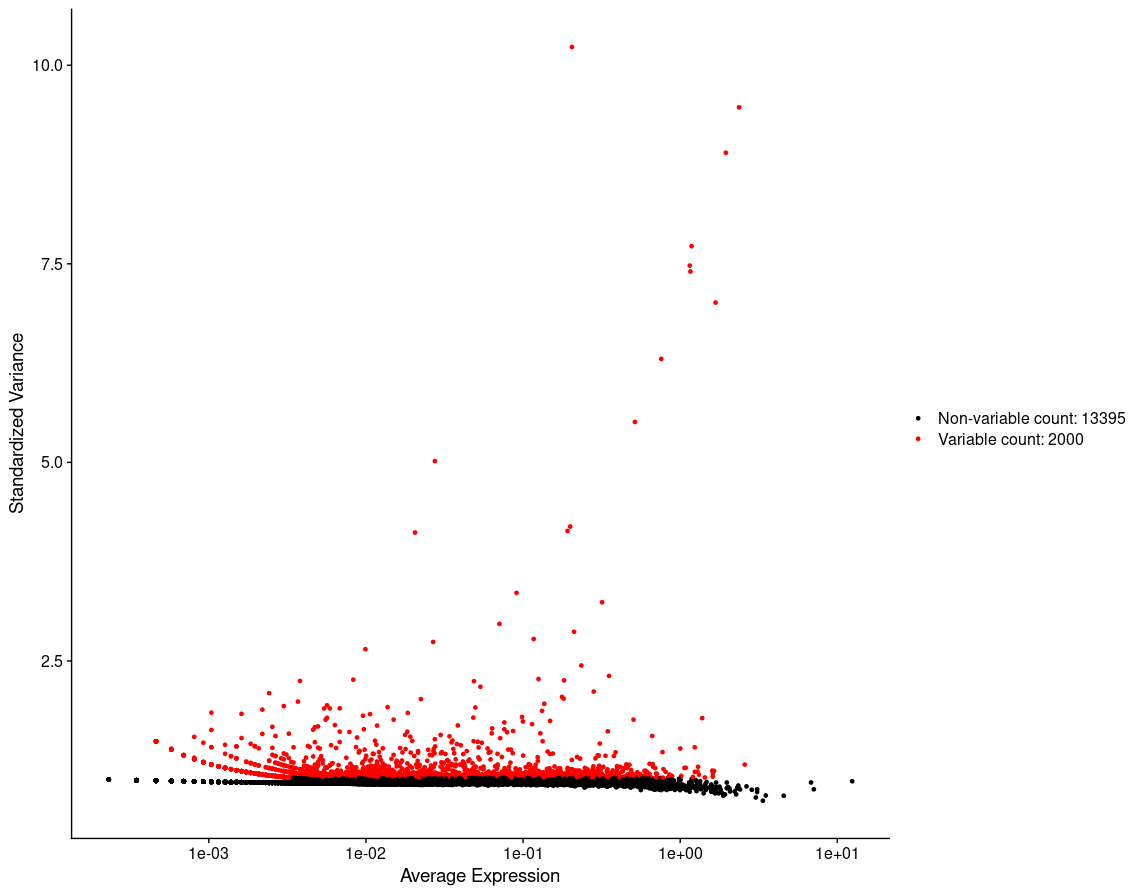 10.0
7.5
5.0
2.5
Standardized Variance
1e-03
1e-02
1e-01
1e+00
1e+01
Average Expression
Non-variable count: 13395
Variable count: 2000